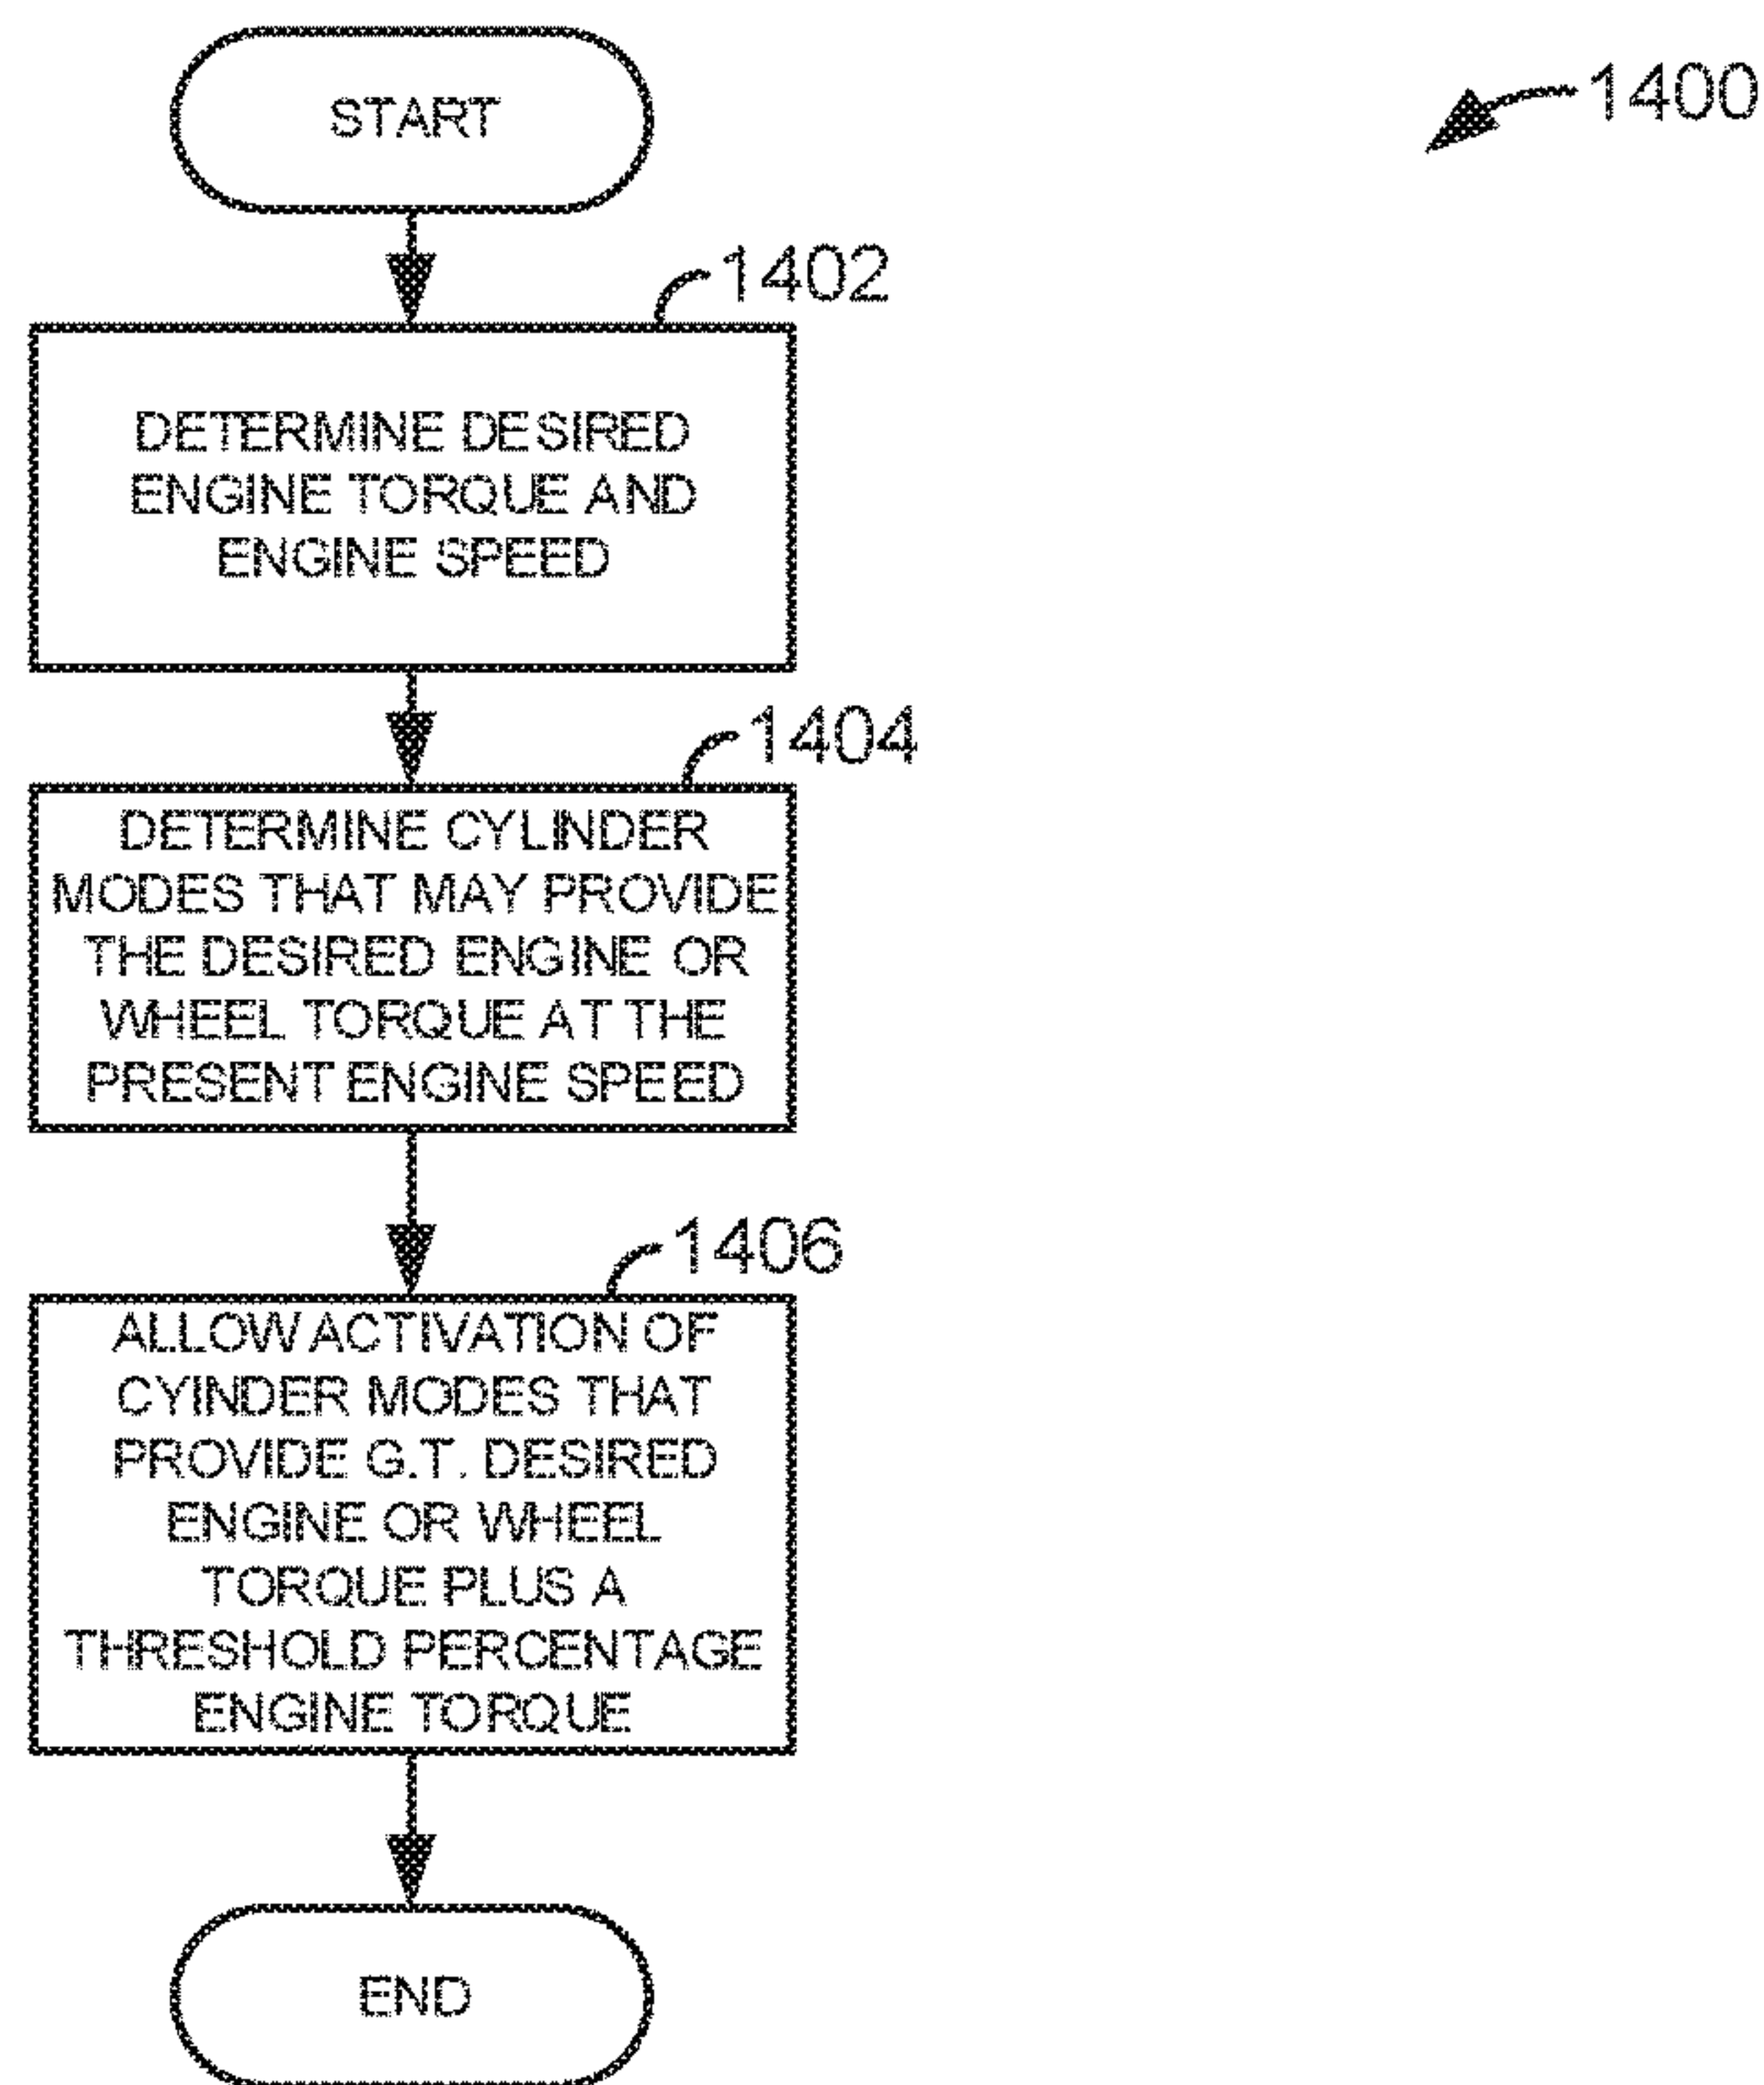 START
1400
1402
DETERMINE DESIRED
ENGINE TORQUE AND
ENGINE SPEED
1404
DETERMINE CYLINDER
MODES THAT MAY PROVIDE
THE DESIRED ENGINE OR
WHEEL TORQUE AT THE
PRESENT ENGINE SPEED
1406
ALLOW ACTIVATION OF
CYINDER MODES THAT
PROVIDE G.T. DESIRED
ENGINE OR WHEEL
TORQUE PLUS A
THRESHOLD PERCENTAGE
ENGINE TORQUE
END